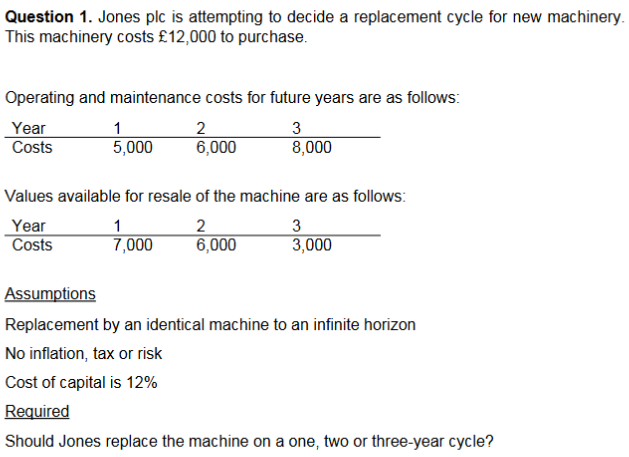 Question 1. Jones plc is attempting to decide a replacement cycle for new machinery.
This machinery costs £12,000 to purchase.
Operating and maintenance costs for future years are as follows:
Year 1 2 3
Costs 5,000 6,000 8,000
Values available for resale of the machine are as follows:
Year 1 2 3
Costs 7,000 6,000 3,000
Assumptions
Replacement by an identical machine to an infinite horizon
No inflation, tax or risk
Cost of capital is 12%
Required
Should Jones replace the machine on a one, two or three-year cycle?